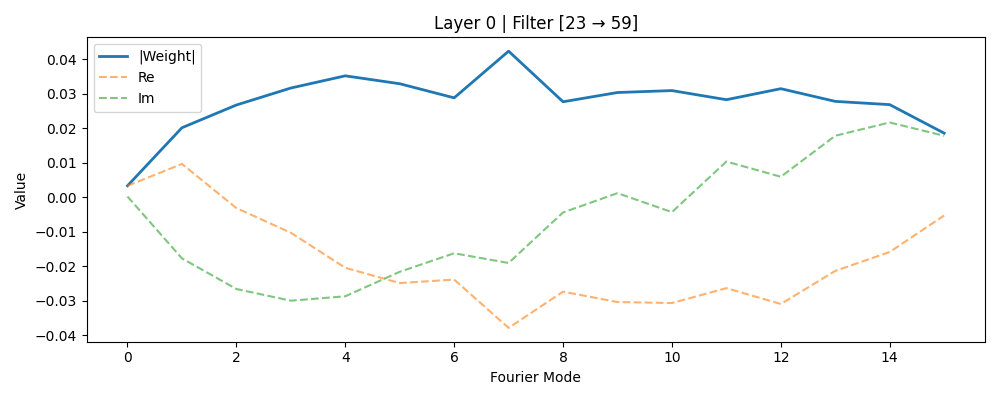 Layer 0 | Filter [23 → 59]
|Weight|
Re
Im
0.04
0.03
0.02
0.01
0.00
−0.01
−0.02
−0.03
−0.04
Value
0 2 4 6 8 10 12 14
Fourier Mode